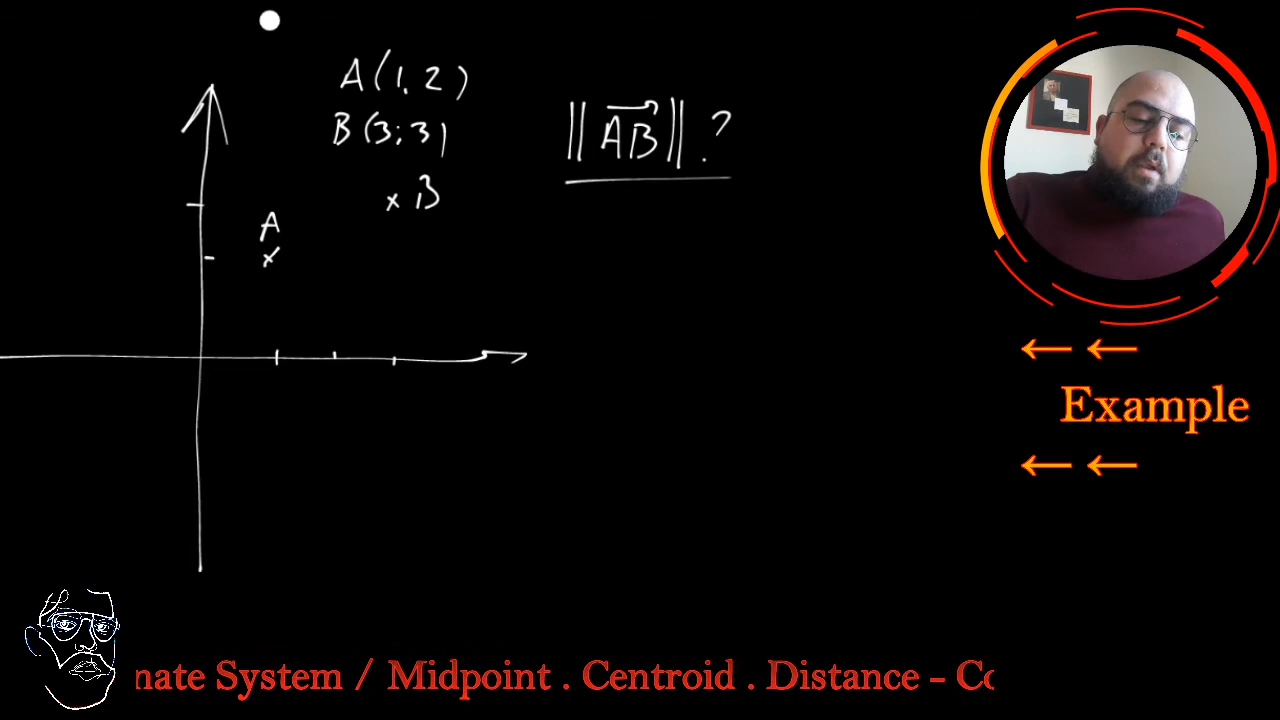 A(1,2)
B(3;3)
‖AB‖ ?
x B
A
x
← ←
Example
← ←
nate System / Midpoint . Centroid . Distance - Co